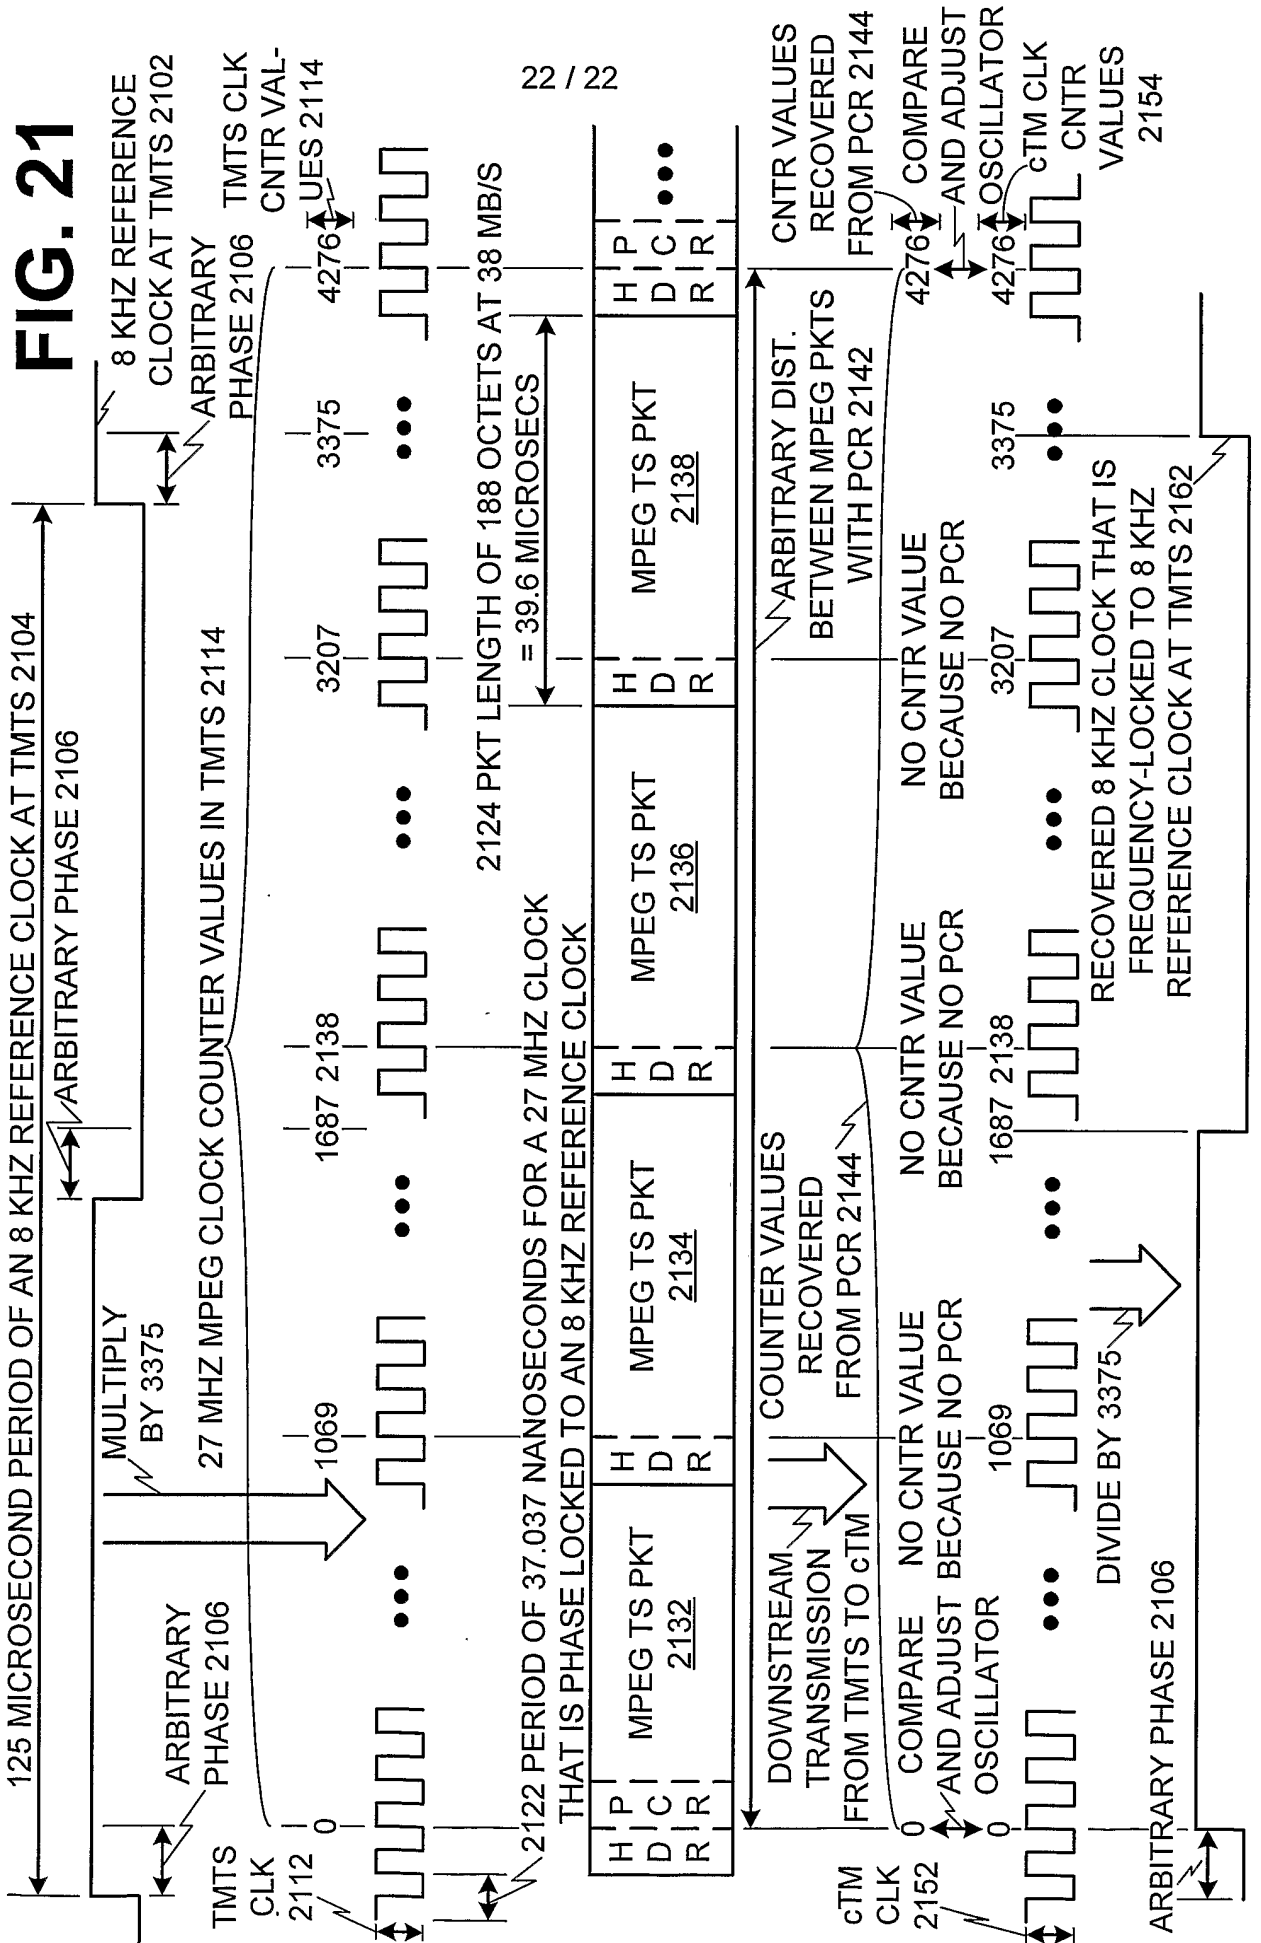 22 / 22
FIG. 21
125 MICROSECOND PERIOD OF AN 8 KHZ REFERENCE CLOCK AT TMTS 2104
8 KHZ REFERENCE
CLOCK AT TMTS 2102
ARBITRARY
PHASE 2106
MULTIPLY
BY 3375
ARBITRARY PHASE 2106
ARBITRARY
PHASE 2106
27 MHZ MPEG CLOCK COUNTER VALUES IN TMTS 2114
TMTS CLK
CNTR VAL-
UES 2114
TMTS
CLK
2112
0
1069
1687 2138
3207
3375
4276
2122 PERIOD OF 37.037 NANOSECONDS FOR A 27 MHZ CLOCK
THAT IS PHASE LOCKED TO AN 8 KHZ REFERENCE CLOCK
2124 PKT LENGTH OF 188 OCTETS AT 38 MB/S
= 39.6 MICROSECS
H D R
P C R
MPEG TS PKT
2132
H D R
MPEG TS PKT
2134
H D R
MPEG TS PKT
2136
H D R
MPEG TS PKT
2138
H D R
P C R
DOWNSTREAM
TRANSMISSION
FROM TMTS TO cTM
COUNTER VALUES
RECOVERED
FROM PCR 2144
ARBITRARY DIST.
BETWEEN MPEG PKTS
WITH PCR 2142
CNTR VALUES
RECOVERED
FROM PCR 2144
0
COMPARE
AND ADJUST
OSCILLATOR
NO CNTR VALUE
BECAUSE NO PCR
NO CNTR VALUE
BECAUSE NO PCR
NO CNTR VALUE
BECAUSE NO PCR
4276
COMPARE
AND ADJUST
OSCILLATOR
cTM
CLK
2152
0
1069
1687 2138
3207
3375
4276
cTM CLK
CNTR
VALUES
2154
DIVIDE BY 3375
RECOVERED 8 KHZ CLOCK THAT IS
FREQUENCY-LOCKED TO 8 KHZ
REFERENCE CLOCK AT TMTS 2162
ARBITRARY PHASE 2106